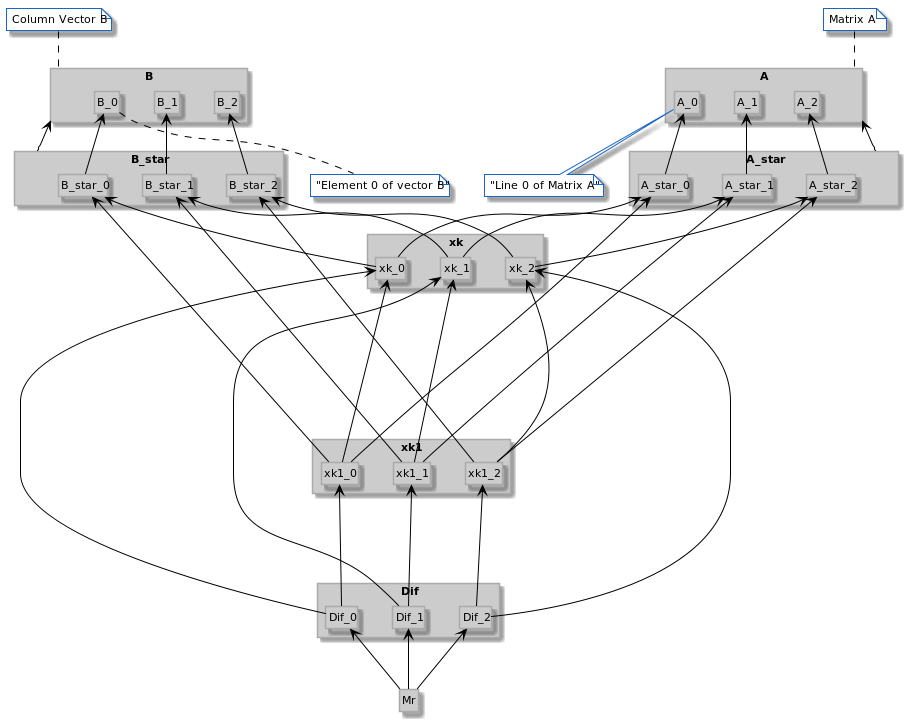 Column Vector B
Matrix A
B
A
B_0
B_1
B_2
A_0
A_1
A_2
B_star
A_star
B_star_0
B_star_1
B_star_2
"Element 0 of vector B"
"Line 0 of Matrix A"
A_star_0
A_star_1
A_star_2
xk
xk_0
xk_1
xk_2
xk1
xk1_0
xk1_1
xk1_2
Dif
Dif_0
Dif_1
Dif_2
Mr